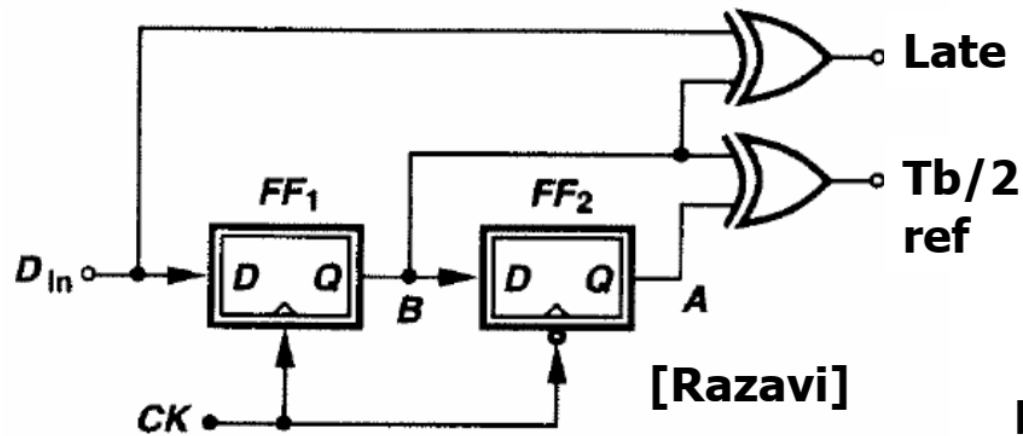 Late
Tb/2
ref
FF1
FF2
DIn
D Q
B
D Q
A
CK
[Razavi]